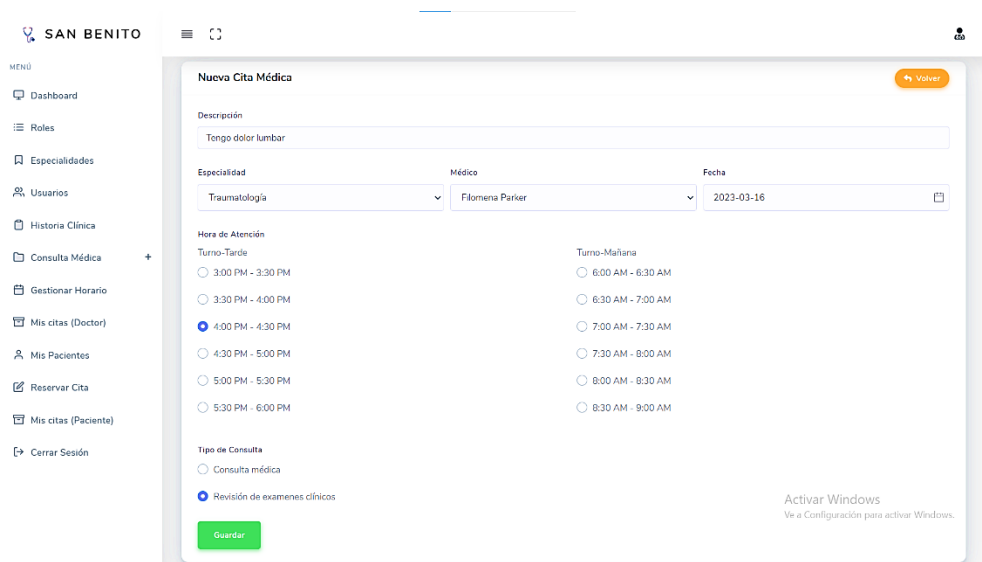 SAN BENITO
MENÚ
Dashboard
Roles
Especialidades
Usuarios
Historia Clínica
Consulta Médica +
Gestionar Horario
Mis citas (Doctor)
Mis Pacientes
Reservar Cita
Mis citas (Paciente)
Cerrar Sesión
Nueva Cita Médica
Volver
Descripción
Tengo dolor lumbar
Especialidad Médico Fecha
Traumatología Filomena Parker 2023-03-16
Hora de Atención
Turno-Tarde Turno-Mañana
3:00 PM - 3:30 PM 6:00 AM - 6:30 AM
3:30 PM - 4:00 PM 6:30 AM - 7:00 AM
4:00 PM - 4:30 PM 7:00 AM - 7:30 AM
4:30 PM - 5:00 PM 7:30 AM - 8:00 AM
5:00 PM - 5:30 PM 8:00 AM - 8:30 AM
5:30 PM - 6:00 PM 8:30 AM - 9:00 AM
Tipo de Consulta
Consulta médica
Revisión de examenes clínicos
Guardar
Activar Windows
Ve a Configuración para activar Windows.